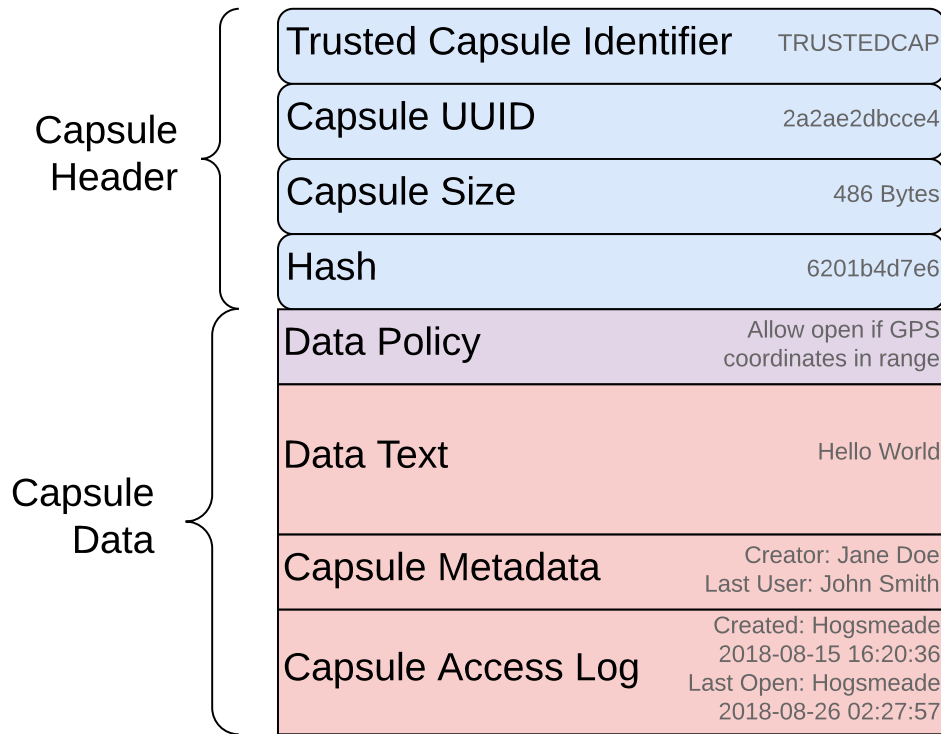 Capsule
Header
Trusted Capsule Identifier TRUSTEDCAP
Capsule UUID 2a2ae2dbcce4
Capsule Size 486 Bytes
Hash 6201b4d7e6
Capsule
Data
Data Policy
Allow open if GPS
coordinates in range
Data Text Hello World
Capsule Metadata
Creator: Jane Doe
Last User: John Smith
Capsule Access Log
Created: Hogsmeade
2018-08-15 16:20:36
Last Open: Hogsmeade
2018-08-26 02:27:57